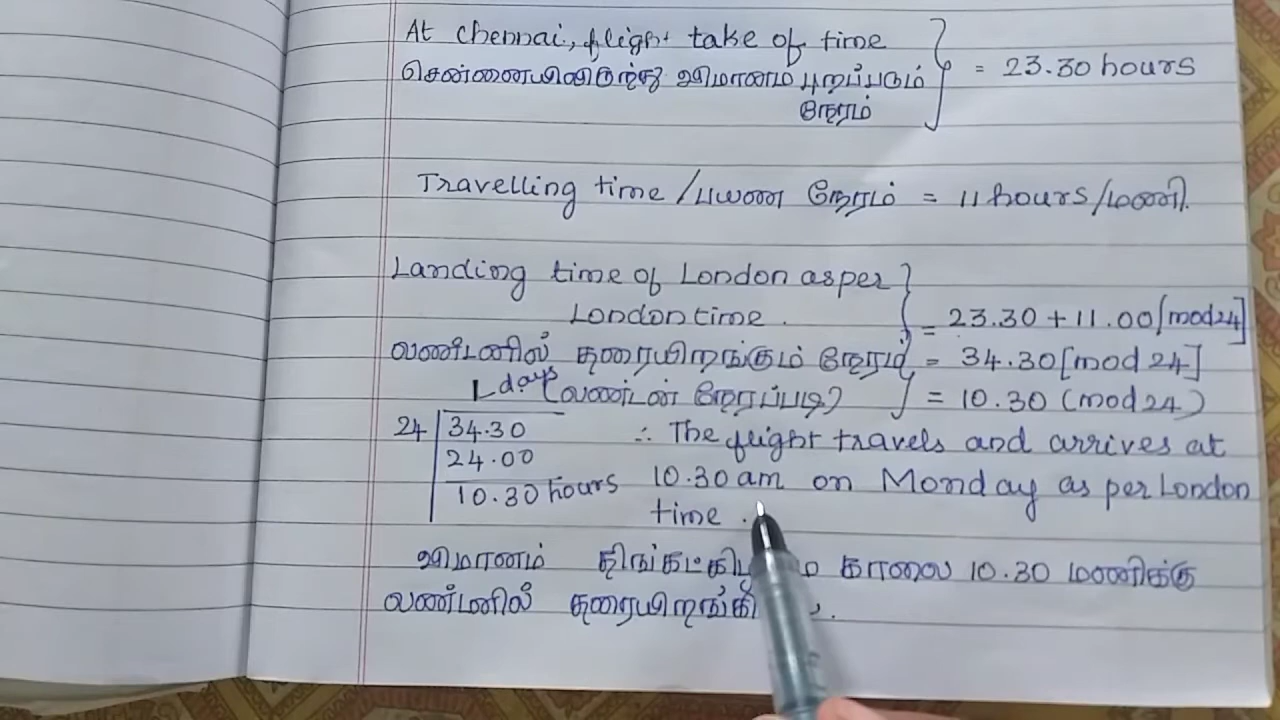 At Chennai, flight take of time
சென்னையிலிருந்து விமானம் புறப்படும் = 23.30 hours
நேரம்
Travelling time / பயண நேரம் = 11 hours / மணி.
Landing time of London as per
London time. = 23.30 + 11.00 [mod 24]
லண்டனில் தரையிறங்கும் நேரம் = 34.30 [mod 24]
1 days (லண்டன் நேரப்படி) = 10.30 (mod 24)
24 34.30 ∴ The flight travels and arrives at
24.00
10.30 hours 10.30 am on Monday as per London
time.
விமானம் காலை 10.30 மணிக்கு
லண்டனில்